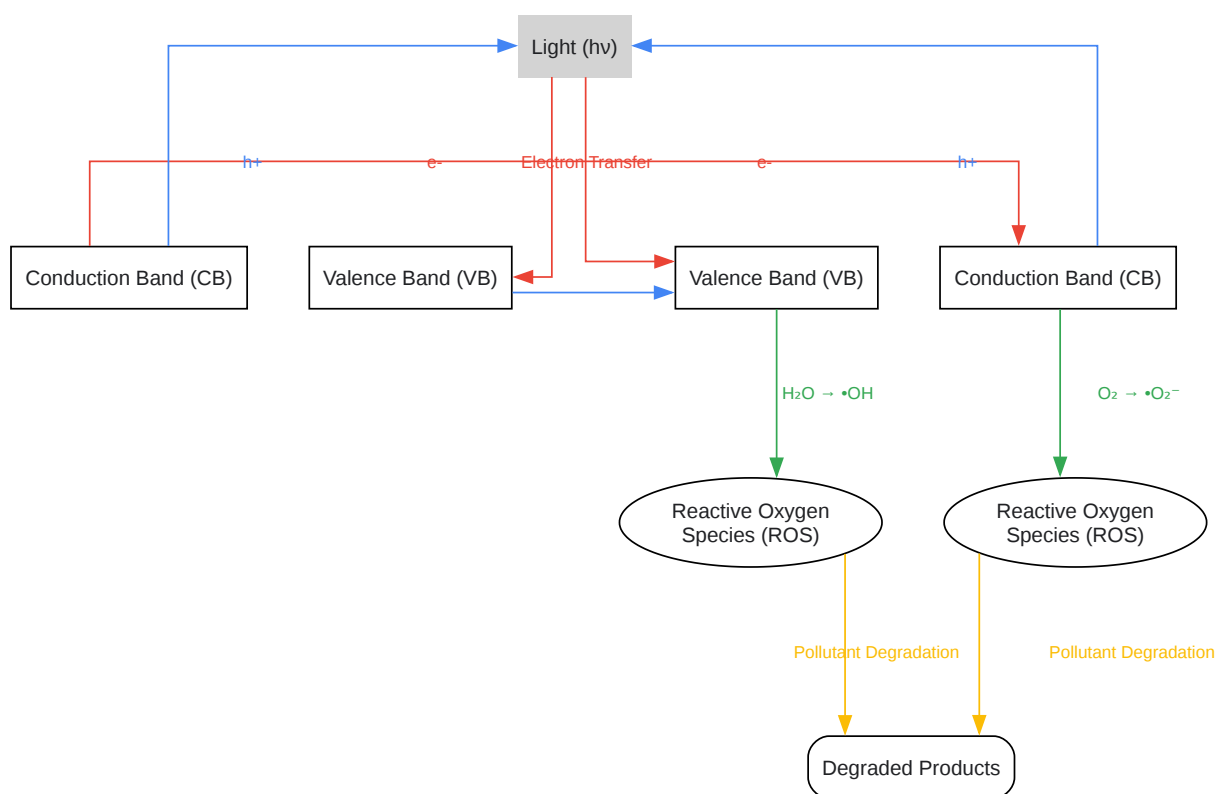 Light (hν)
h+
e-
Electron Transfer
e-
h+
Conduction Band (CB)
Valence Band (VB)
Valence Band (VB)
Conduction Band (CB)
H₂O → •OH
O₂ → •O₂⁻
Reactive Oxygen
Species (ROS)
Reactive Oxygen
Species (ROS)
Pollutant Degradation
Pollutant Degradation
Degraded Products